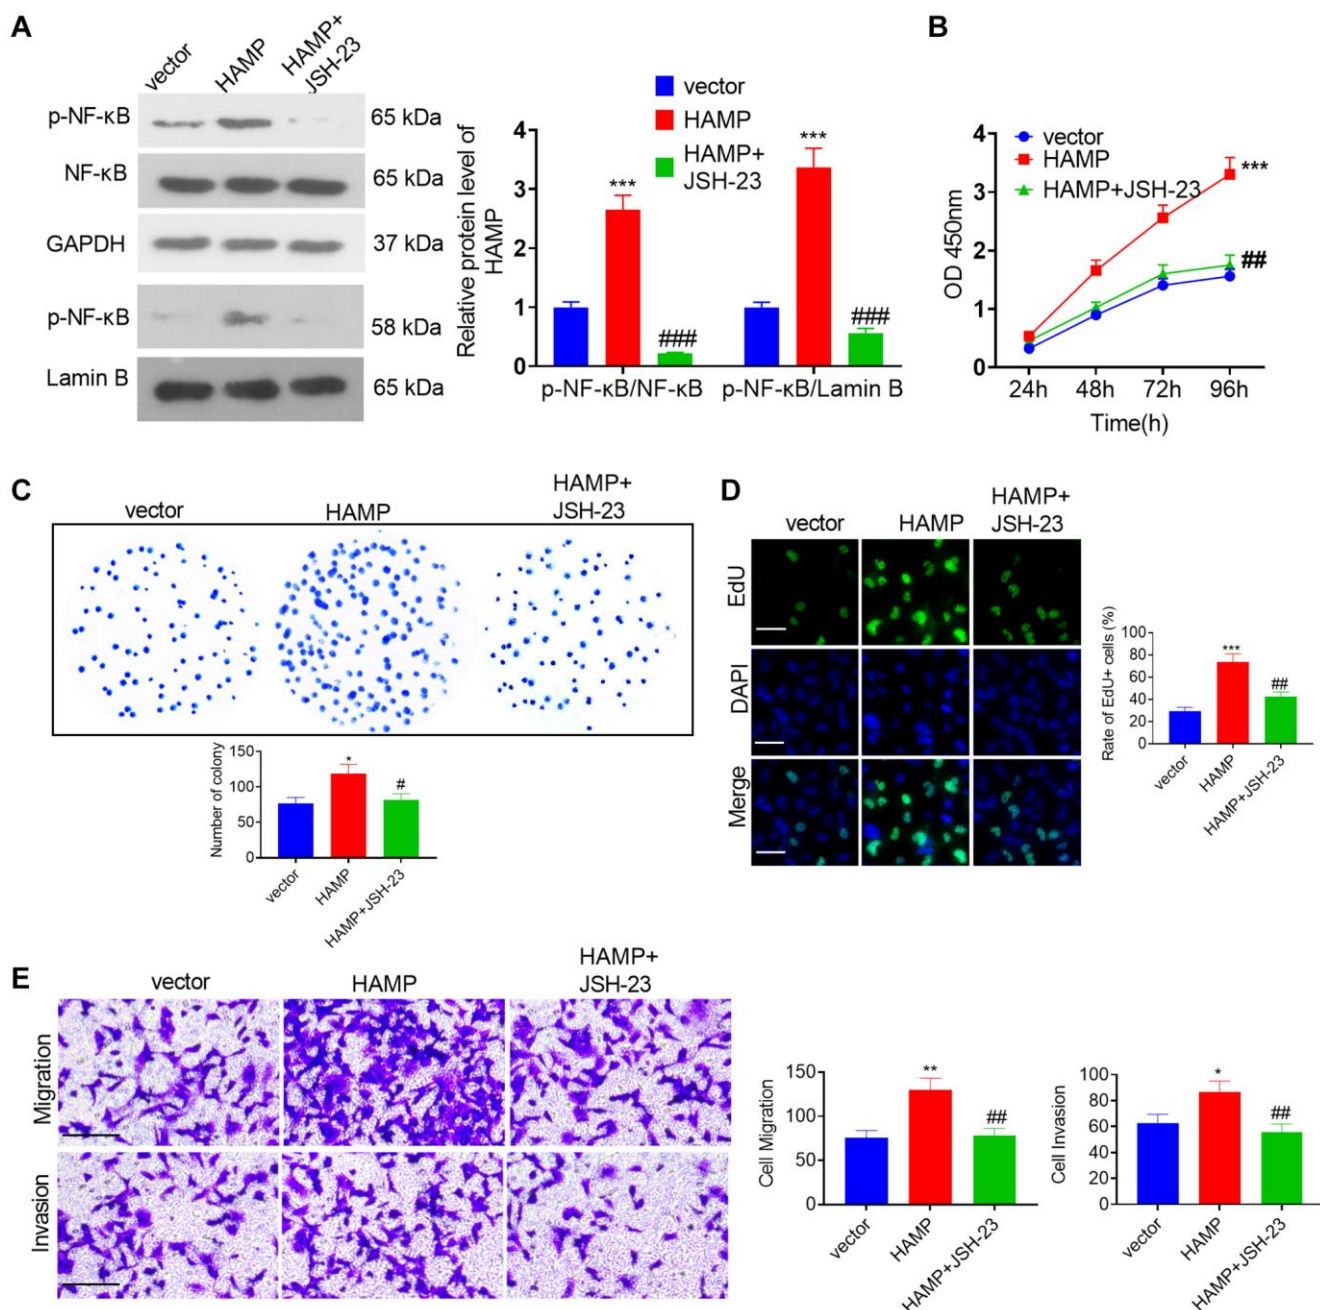 A
vector
HAMP
HAMP+
JSH-23
p-NF-κB
65 kDa
NF-κB
65 kDa
GAPDH
37 kDa
p-NF-κB
58 kDa
Lamin B
65 kDa
Relative protein level of
HAMP
4
3
2
1
0
vector
HAMP
HAMP+
JSH-23
***
###
***
###
p-NF-κB/NF-κB
p-NF-κB/Lamin B
B
OD 450nm
4
3
2
1
0
vector
HAMP
HAMP+JSH-23
***
##
24h 48h 72h 96h
Time(h)
C
vector
HAMP
HAMP+
JSH-23
Number of colony
150
100
50
0
*
#
vector
HAMP
HAMP+JSH-23
D
vector
HAMP
HAMP+
JSH-23
EdU
DAPI
Merge
Rate of EdU+ cells (%)
100
80
60
40
20
0
***
##
vector
HAMP
HAMP+JSH-23
E
vector
HAMP
HAMP+
JSH-23
Migration
Invasion
Cell Migration
150
100
50
0
**
##
vector
HAMP
HAMP+JSH-23
Cell Invasion
100
80
60
40
20
0
*
##
vector
HAMP
HAMP+JSH-23